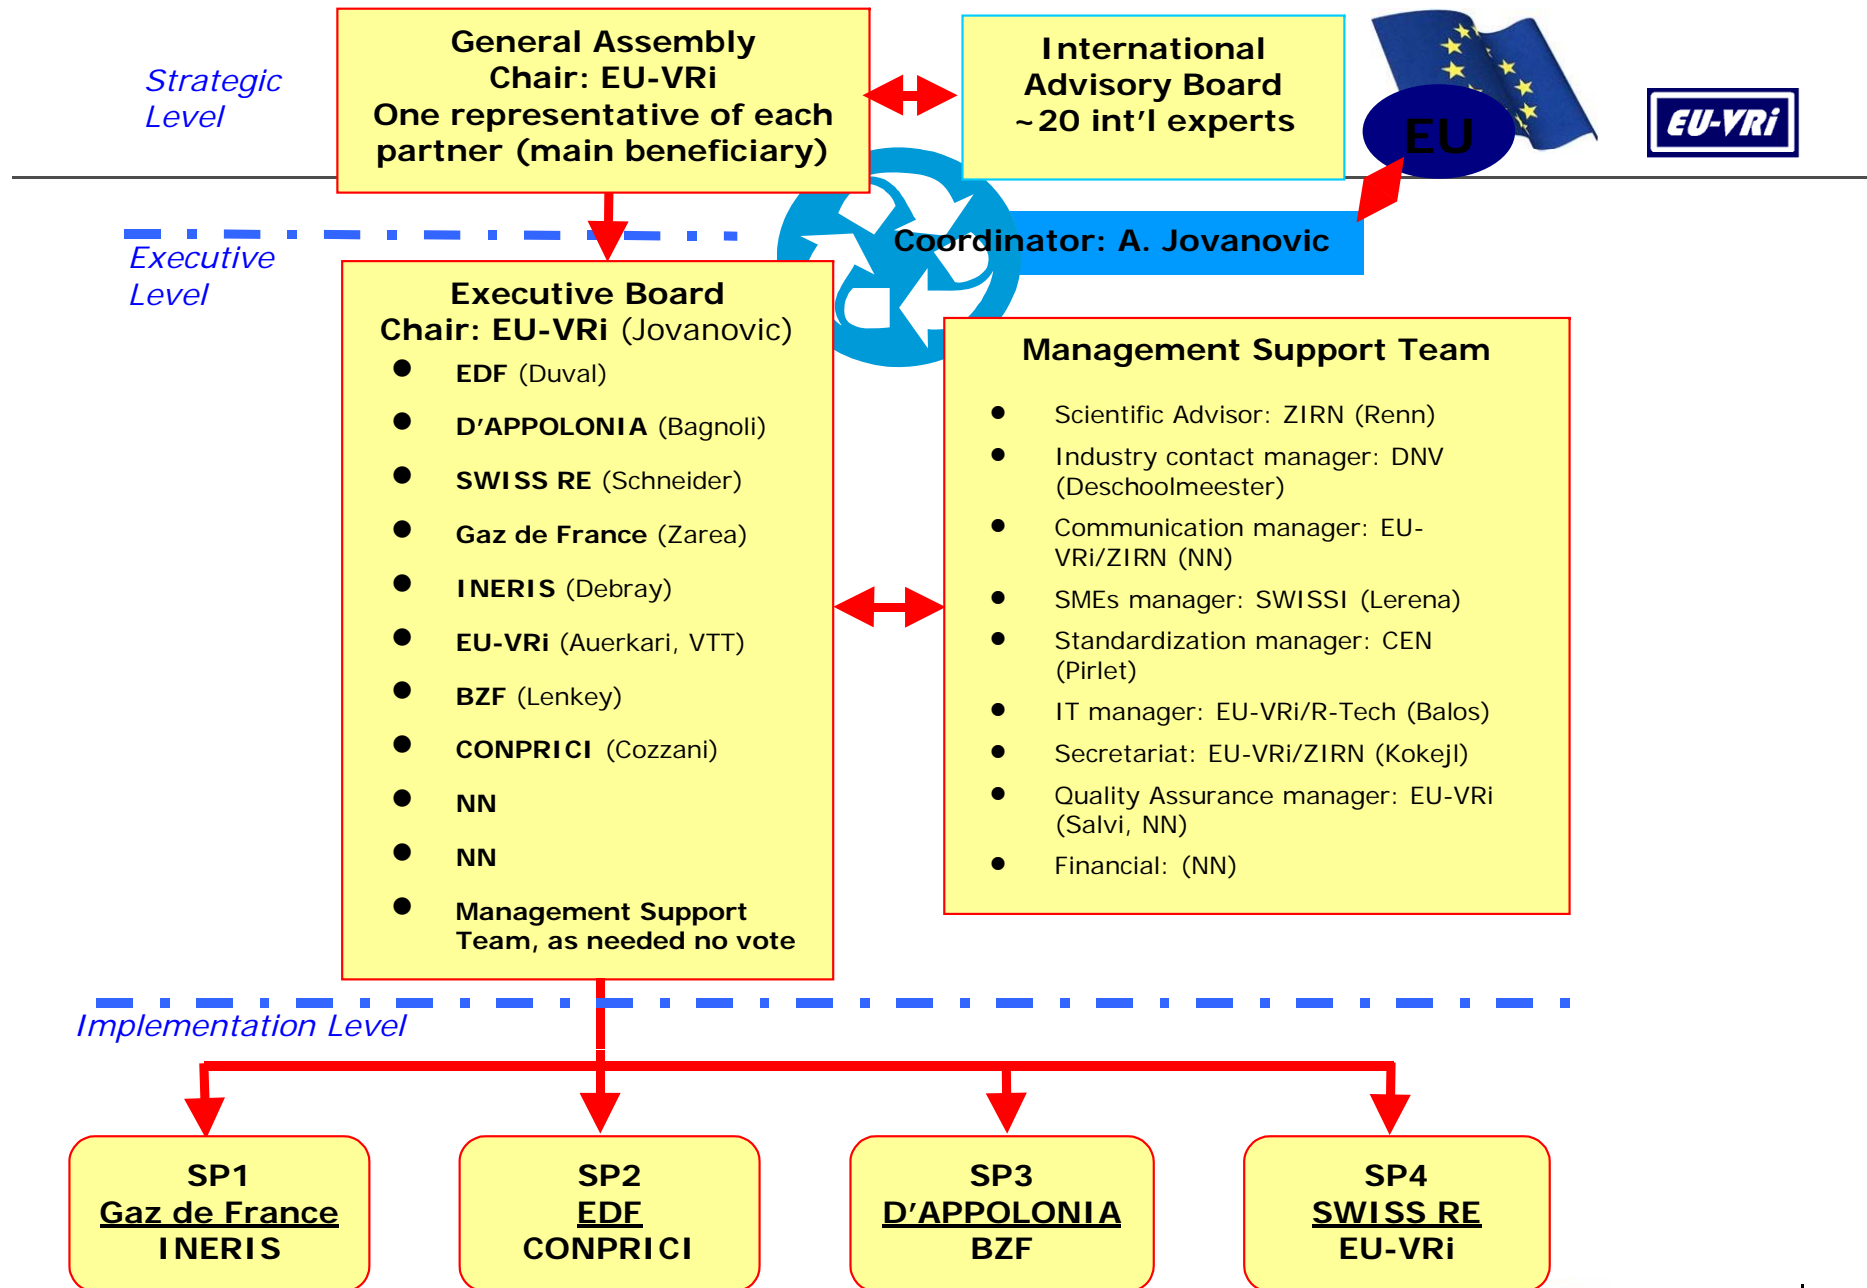 General Assembly
Chair: EU-VRi
One representative of each
partner (main beneficiary)
International
Advisory Board
~20 int'l experts
Strategic
Level
EU
EU-VRi
Coordinator: A. Jovanovic
Executive
Level
Executive Board
Chair: EU-VRi (Jovanovic)
● EDF (Duval)
● D'APPOLONIA (Bagnoli)
● SWISS RE (Schneider)
● Gaz de France (Zarea)
● INERIS (Debray)
● EU-VRi (Auerkari, VTT)
● BZF (Lenkey)
● CONPRICI (Cozzani)
● NN
● NN
● Management Support
Team, as needed no vote
Management Support Team
● Scientific Advisor: ZIRN (Renn)
● Industry contact manager: DNV
(Deschoolmeester)
● Communication manager: EU-
VRi/ZIRN (NN)
● SMEs manager: SWISSI (Lerena)
● Standardization manager: CEN
(Pirlet)
● IT manager: EU-VRi/R-Tech (Balos)
● Secretariat: EU-VRi/ZIRN (Kokejl)
● Quality Assurance manager: EU-VRi
(Salvi, NN)
● Financial: (NN)
Implementation Level
SP1
Gaz de France
INERIS
SP2
EDF
CONPRICI
SP3
D'APPOLONIA
BZF
SP4
SWISS RE
EU-VRi